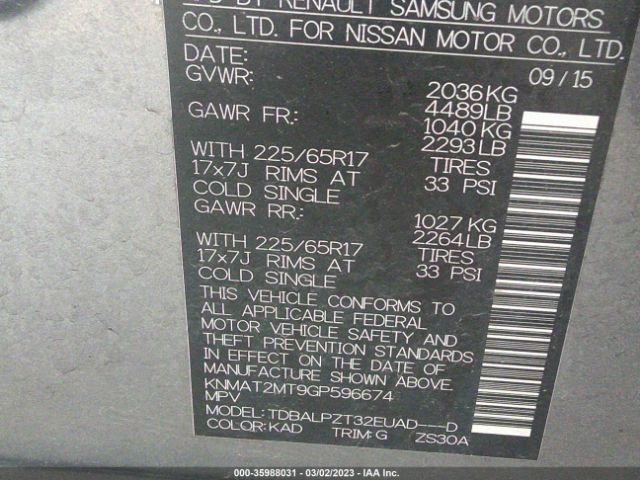 BY RENAULT SAMSUNG MOTORS
CO., LTD. FOR NISSAN MOTOR CO., LTD.
DATE: 09/15
GVWR: 2036KG
4489LB
GAWR FR.: 1040KG
2293LB
WITH 225/65R17 TIRES
17x7J RIMS AT 33 PSI
COLD SINGLE
GAWR RR.: 1027KG
2264LB
WITH 225/65R17 TIRES
17x7J RIMS AT 33 PSI
COLD SINGLE
THIS VEHICLE CONFORMS TO
ALL APPLICABLE FEDERAL
MOTOR VEHICLE SAFETY AND
THEFT PREVENTION STANDARDS
IN EFFECT ON THE DATE OF
MANUFACTURE SHOWN ABOVE.
KNMAT2MT9GP596674
MPV
MODEL: TDBALPZT32EUAD---D
COLOR: KAD TRIM: G ZS30A
000-35988031 - 03/02/2023 - IAA Inc.